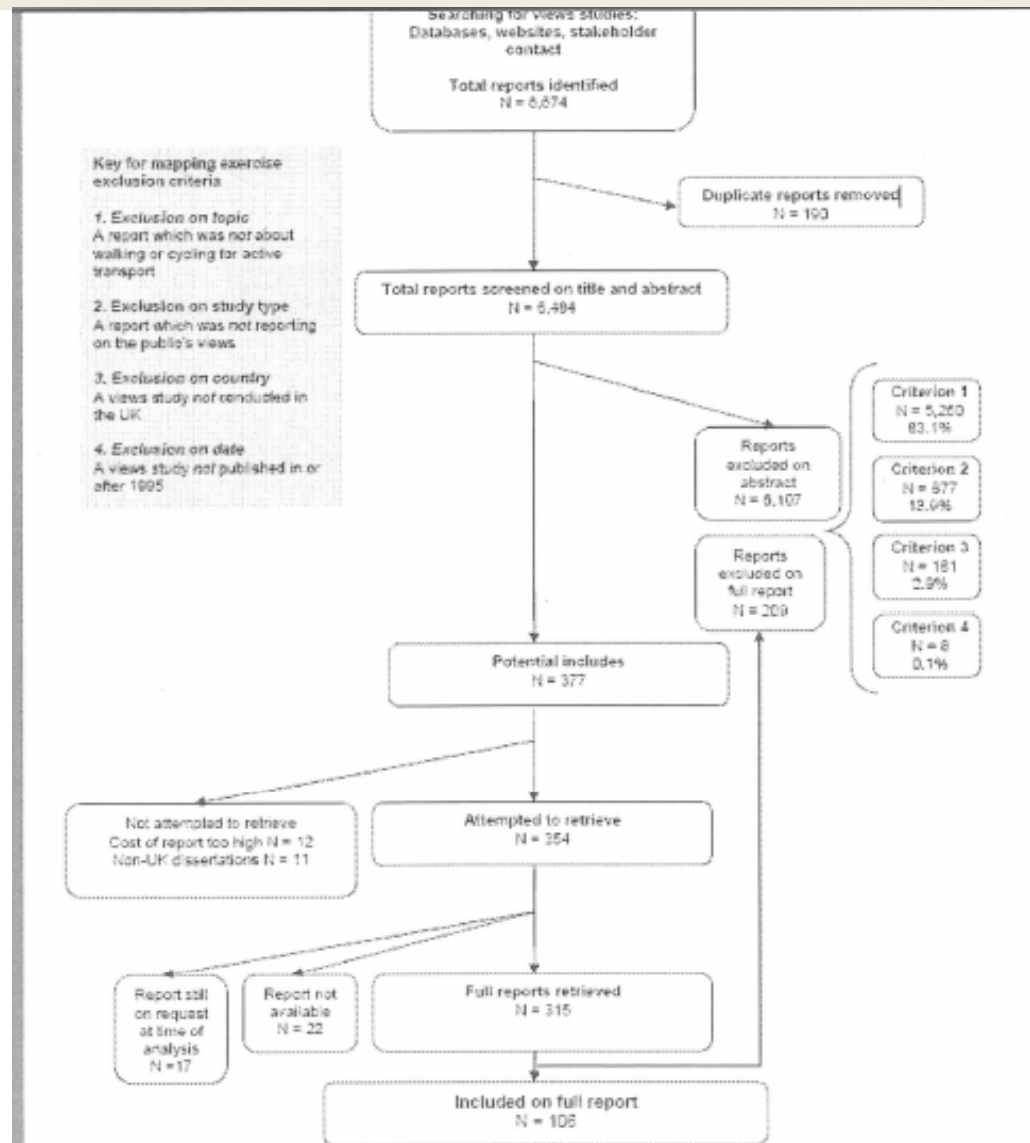 Searching for views studies:
Databases, websites, stakeholder
contact
Total reports identified
N = 6,674
Key for mapping exercise
exclusion criteria
1. Exclusion on topic
A report which was not about
walking or cycling for active
transport
2. Exclusion on study type
A report which was not reporting
on the public's views
3. Exclusion on country
A views study not conducted in
the UK
4. Exclusion on date
A views study not published in or
after 1995
Duplicate reports removed
N = 190
Total reports screened on title and abstract
N = 6,484
Reports
excluded on
abstract
N = 6,107
Reports
excluded on
full report
N = 209
Criterion 1
N = 5,250
83.1%
Criterion 2
N = 877
13.9%
Criterion 3
N = 181
2.9%
Criterion 4
N = 8
0.1%
Potential includes
N = 377
Not attempted to retrieve
Cost of report too high N = 12
Non-UK dissertations N = 11
Attempted to retrieve
N = 354
Report still
on request
at time of
analysis
N =17
Report not
available
N = 22
Full reports retrieved
N = 315
Included on full report
N = 106